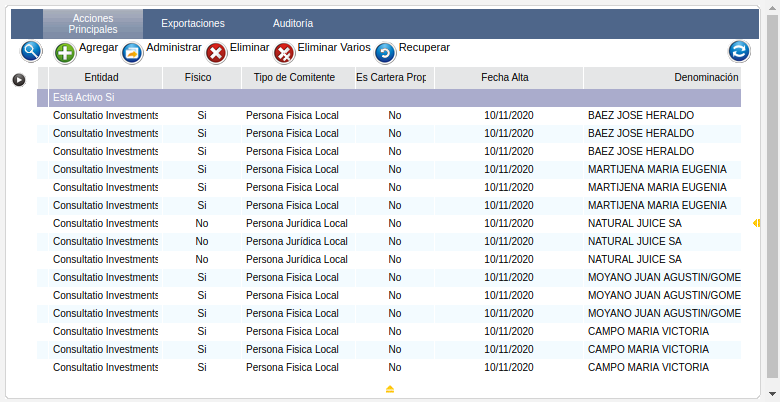 Acciones
Principales
Exportaciones
Auditoría
Agregar Administrar Eliminar Eliminar Varios Recuperar
Entidad Físico Tipo de Comitente Es Cartera Prop Fecha Alta Denominación
Está Activo Si
Consultatio Investments Si Persona Fisica Local No 10/11/2020 BAEZ JOSE HERALDO
Consultatio Investments Si Persona Fisica Local No 10/11/2020 BAEZ JOSE HERALDO
Consultatio Investments Si Persona Fisica Local No 10/11/2020 BAEZ JOSE HERALDO
Consultatio Investments Si Persona Fisica Local No 10/11/2020 MARTIJENA MARIA EUGENIA
Consultatio Investments Si Persona Fisica Local No 10/11/2020 MARTIJENA MARIA EUGENIA
Consultatio Investments Si Persona Fisica Local No 10/11/2020 MARTIJENA MARIA EUGENIA
Consultatio Investments No Persona Jurídica Local No 10/11/2020 NATURAL JUICE SA
Consultatio Investments No Persona Jurídica Local No 10/11/2020 NATURAL JUICE SA
Consultatio Investments No Persona Jurídica Local No 10/11/2020 NATURAL JUICE SA
Consultatio Investments Si Persona Fisica Local No 10/11/2020 MOYANO JUAN AGUSTIN/GOME
Consultatio Investments Si Persona Fisica Local No 10/11/2020 MOYANO JUAN AGUSTIN/GOME
Consultatio Investments Si Persona Fisica Local No 10/11/2020 MOYANO JUAN AGUSTIN/GOME
Consultatio Investments Si Persona Fisica Local No 10/11/2020 CAMPO MARIA VICTORIA
Consultatio Investments Si Persona Fisica Local No 10/11/2020 CAMPO MARIA VICTORIA
Consultatio Investments Si Persona Fisica Local No 10/11/2020 CAMPO MARIA VICTORIA